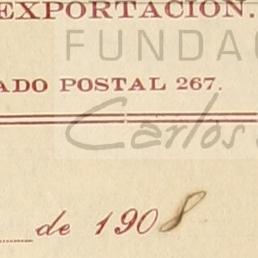 EXPORTACION.
FUNDAC
ADO POSTAL 267.
Carlos
de 1908